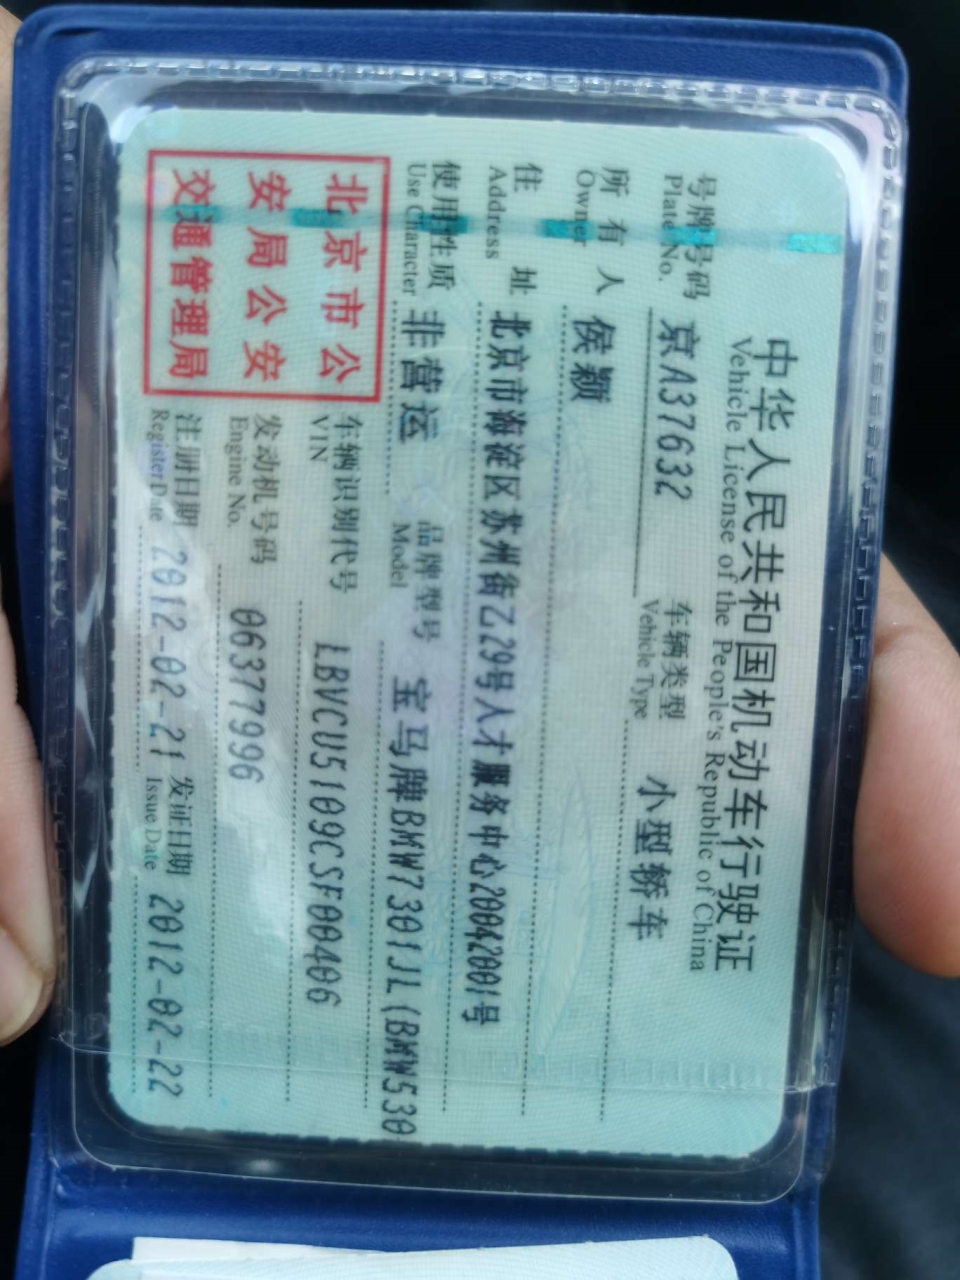 中华人民共和国机动车行驶证
Vehicle License of the People's Republic of China
号牌号码 京A37632 车辆类型 小型轿车
Plate No. Vehicle Type
所有人 侯颖
Owner
住址 北京市海淀区苏州街乙29号人才服务中心20042001号
Address
使用性质 非营运 品牌型号 宝马牌BMW7301JL(BMW530
Use Character Model
北京市公
安局公安
交通管理局
车辆识别代号 LBVCU5109CSF00406
VIN
发动机号码 06377996
Engine No.
注册日期 2012-02-21 发证日期 2012-02-22
Register Date Issue Date